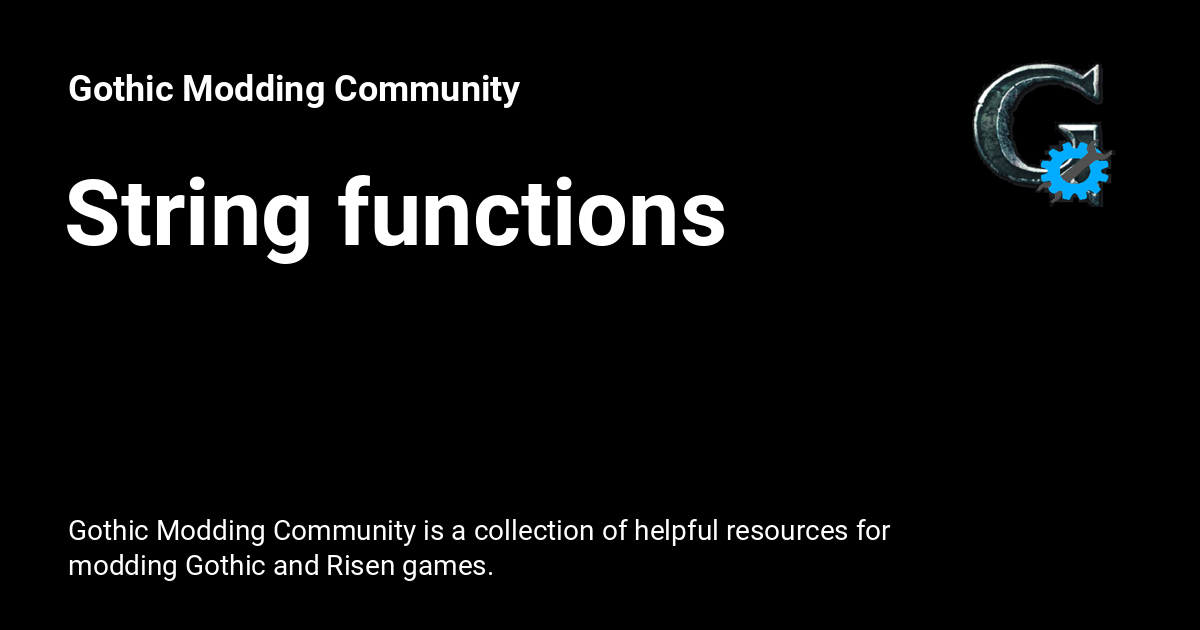 Gothic Modding Community
String functions
Gothic Modding Community is a collection of helpful resources for
modding Gothic and Risen games.